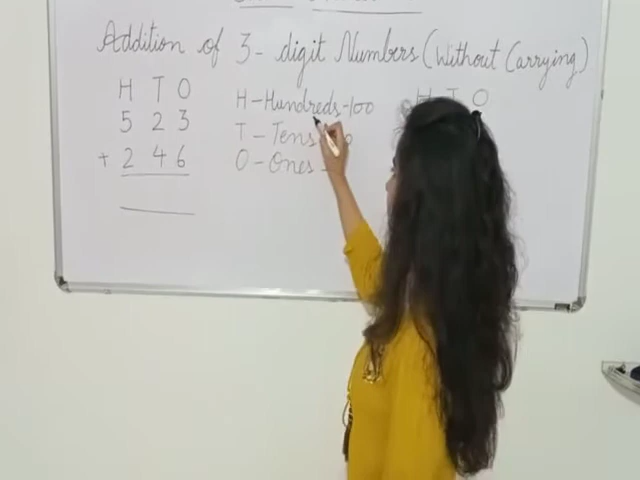 Addition of 3-digit Numbers (Without Carrying)
H T O
5 2 3
+ 2 4 6
H - Hundreds - 100
T - Tens
O - Ones -
H T O